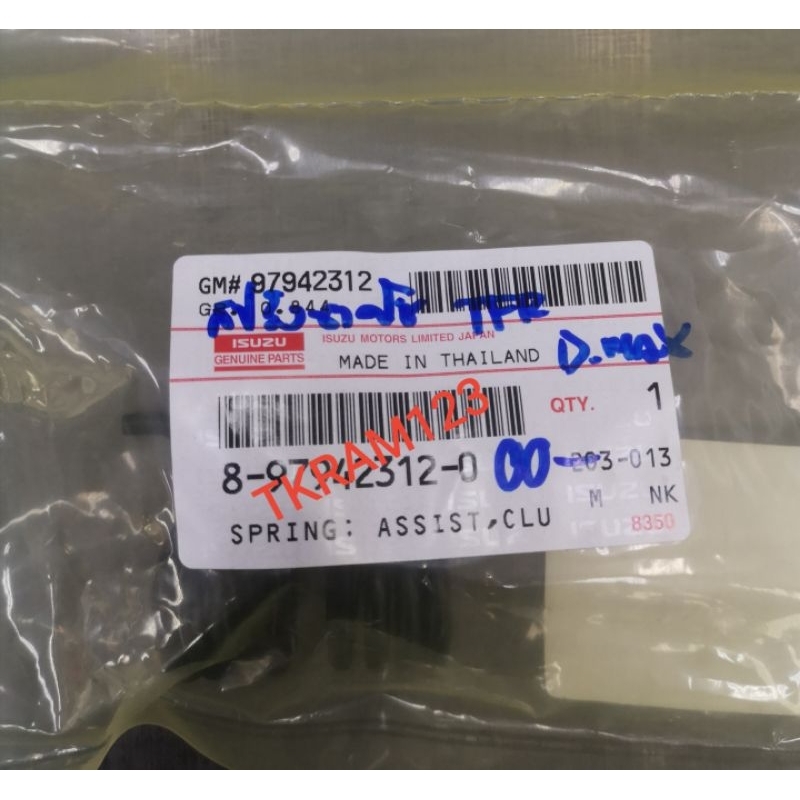 GM# 97942312
สปริงคลัช TFR
ISUZU
GENUINE PARTS
ISUZU MOTORS LIMITED JAPAN
MADE IN THAILAND
D.max
QTY. 1
8-97942312-0 00
203-013
M NK
SPRING: ASSIST,CLU
8350
TKRAM123